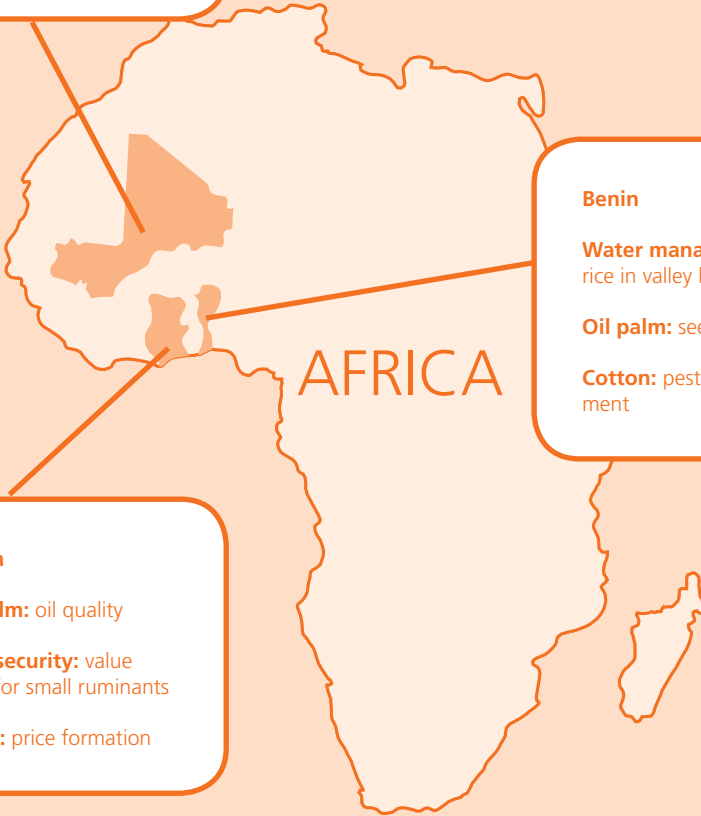 Benin
Water mana
rice in valley
Oil palm: see
Cotton: pest
ment
AFRICA
a
lm: oil quality
security: value
for small ruminants
: price formation